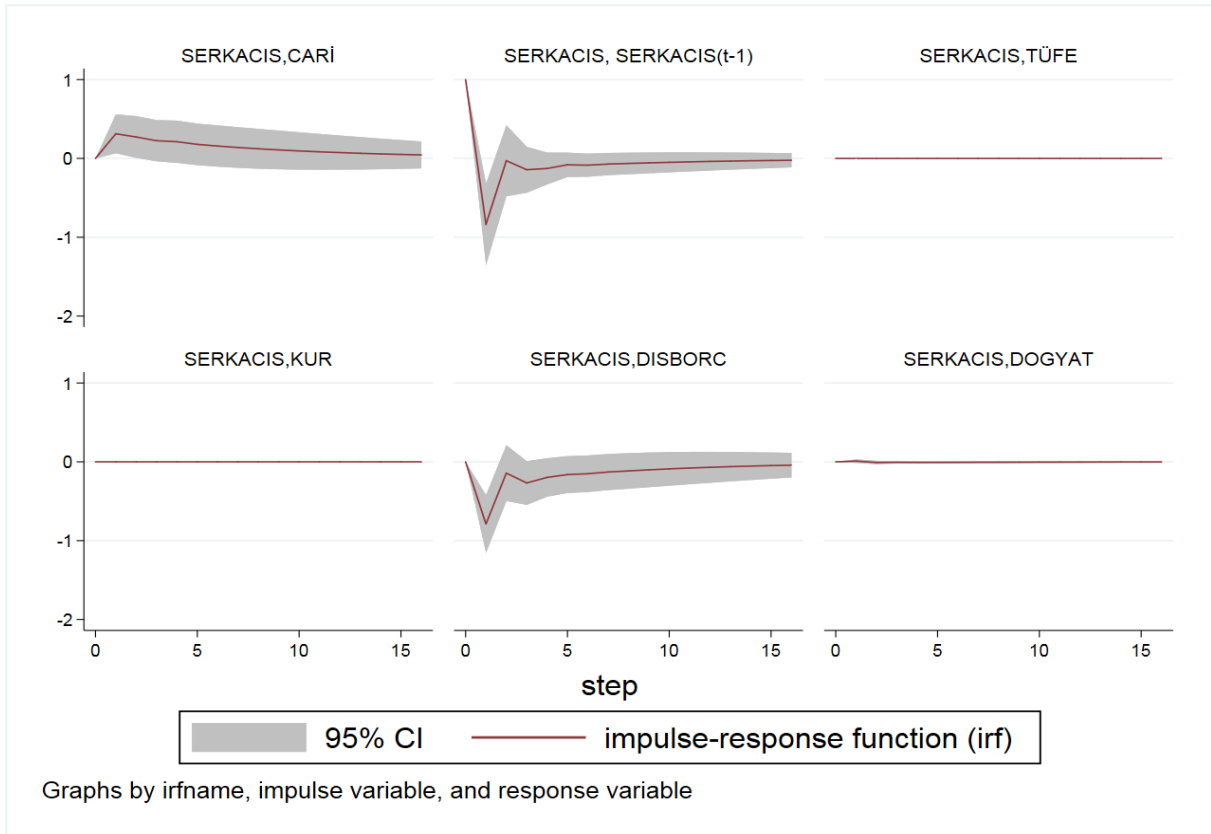 SERKACIS,CARİ
SERKACIS, SERKACIS(t-1)
SERKACIS,TÜFE
1
0
-1
-2
SERKACIS,KUR
SERKACIS,DISBORC
SERKACIS,DOGYAT
1
0
-1
-2
0 5 10 15
0 5 10 15
0 5 10 15
step
95% CI
impulse-response function (irf)
Graphs by irfname, impulse variable, and response variable